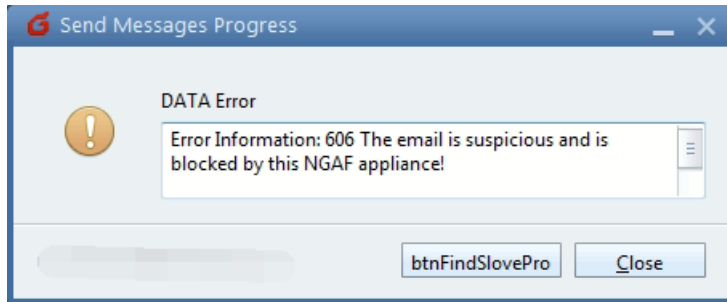 Send Messages Progress
DATA Error
Error Information: 606 The email is suspicious and is
blocked by this NGAF appliance!
btnFindSlovePro
Close